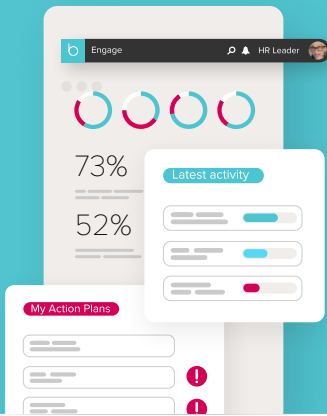 b
Engage
HR Leader
73%
52%
Latest activity
My Action Plans
!
!